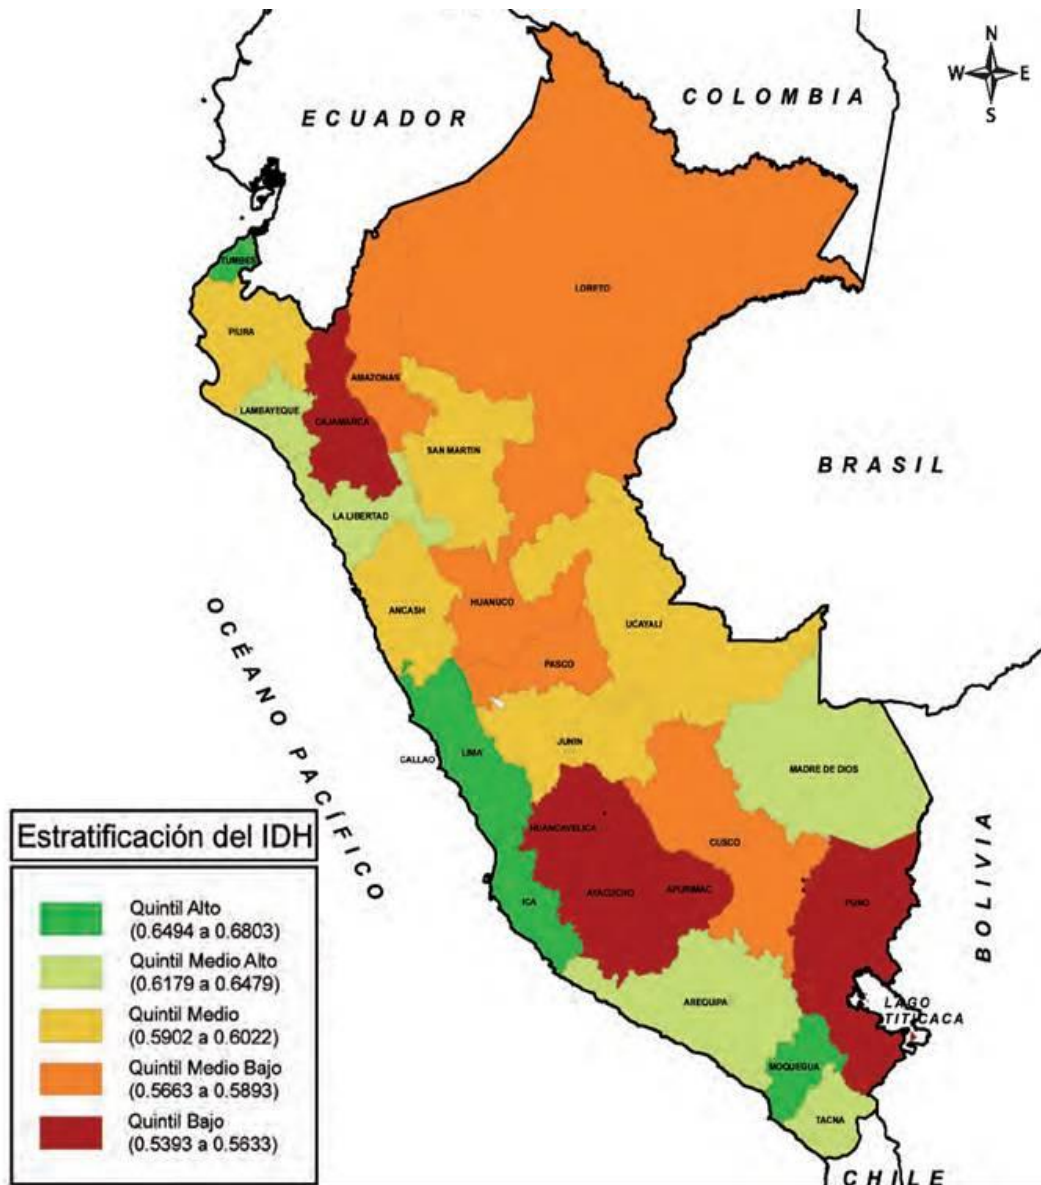 N
W E
S
ECUADOR
COLOMBIA
TUMBES
LORETO
PIURA
AMAZONAS
LAMBAYEQUE
CAJAMARCA
SAN MARTIN
BRASIL
LA LIBERTAD
HUANUCO
ANCASH
UCAYALI
OCÉANO PACÍFICO
PASCO
JUNIN
LIMA
CALLAO
MADRE DE DIOS
HUANCAVELICA
CUSCO
AYACUCHO
APURIMAC
ICA
PUNO
BOLIVIA
AREQUIPA
LAGO
TITICACA
MOQUEGUA
TACNA
CHILE
Estratificación del IDH
Quintil Alto
(0.6494 a 0.6803)
Quintil Medio Alto
(0.6179 a 0.6479)
Quintil Medio
(0.5902 a 0.6022)
Quintil Medio Bajo
(0.5663 a 0.5893)
Quintil Bajo
(0.5393 a 0.5633)